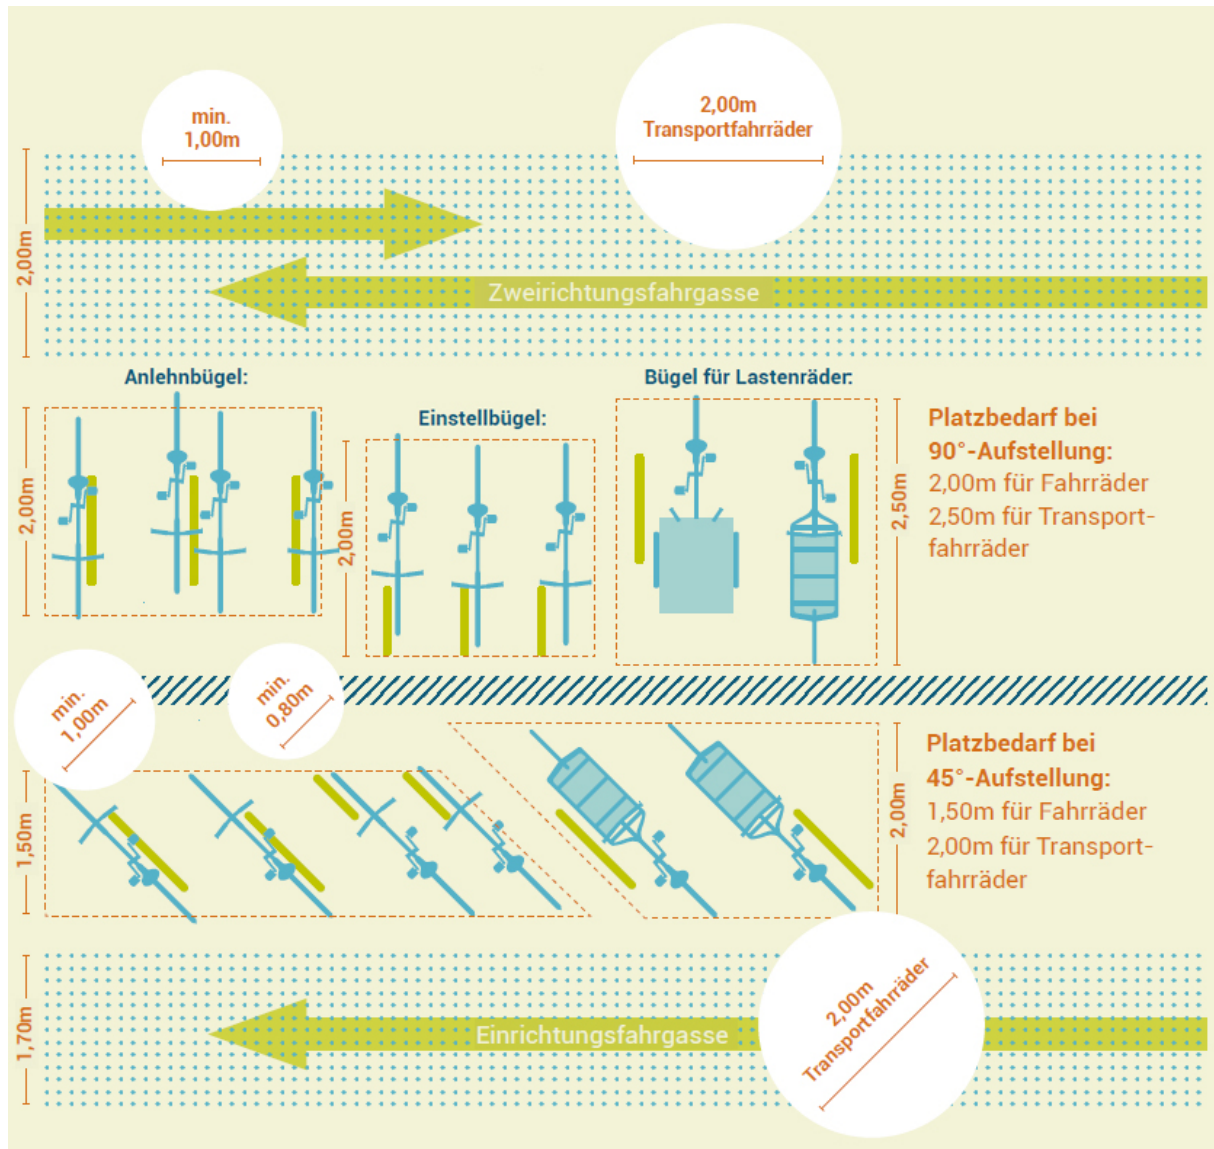 min.
1,00m
2,00m
Transportfahrräder
2,00m
Zweirichtungsfahrgasse
Anlehnbügel:
Einstellbügel:
Bügel für Lastenräder:
2,00m
2,00m
2,50m
Platzbedarf bei
90°-Aufstellung:
2,00m für Fahrräder
2,50m für Transport-
fahrräder
min.
1,00m
min.
0,80m
1,50m
2,00m
Platzbedarf bei
45°-Aufstellung:
1,50m für Fahrräder
2,00m für Transport-
fahrräder
1,70m
Einrichtungsfahrgasse
2,00m
Transportfahrräder